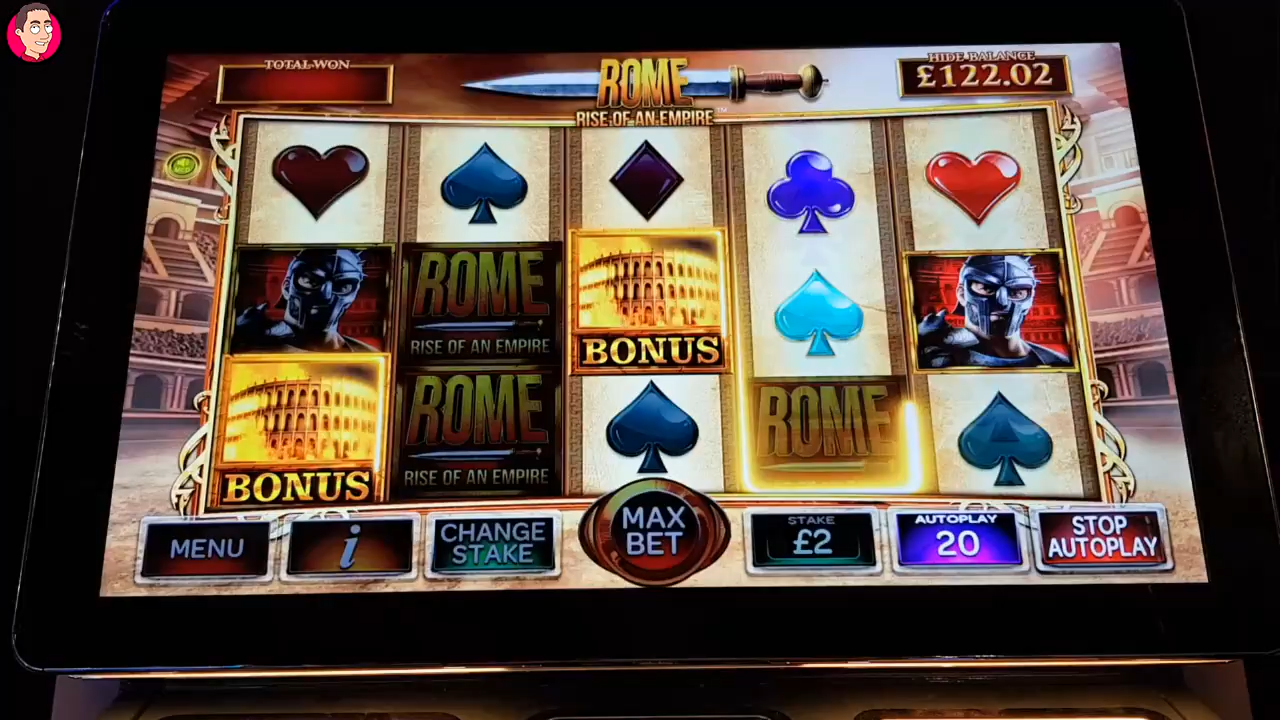 TOTAL WON
ROME
RISE OF AN EMPIRE™
HIDE BALANCE
£122.02
ROME
RISE OF AN EMPIRE
BONUS
BONUS
ROME
RISE OF AN EMPIRE
ROME
MENU
i
CHANGE
STAKE
MAX
BET
STAKE
£2
AUTOPLAY
20
STOP
AUTOPLAY